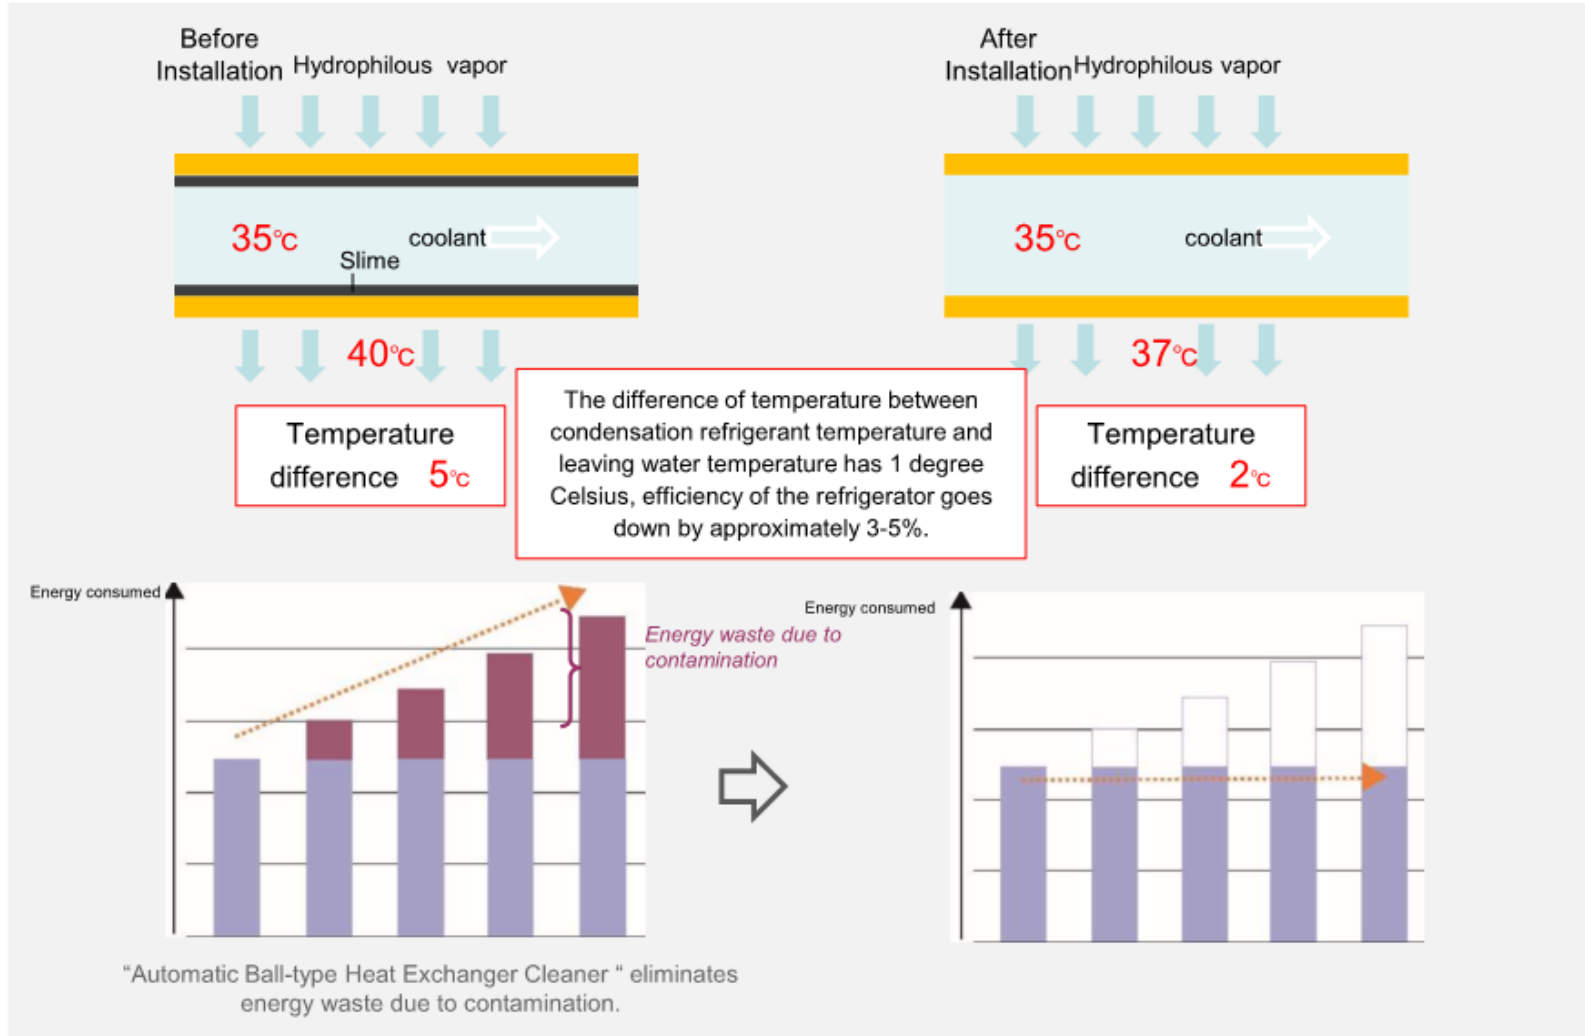 Before
Installation
Hydrophilous vapor
After
Installation
Hydrophilous vapor
35℃
coolant
Slime
35℃
coolant
40℃
37℃
Temperature
difference 5℃
The difference of temperature between
condensation refrigerant temperature and
leaving water temperature has 1 degree
Celsius, efficiency of the refrigerator goes
down by approximately 3-5%.
Temperature
difference 2℃
Energy consumed
Energy waste due to
contamination
Energy consumed
“Automatic Ball-type Heat Exchanger Cleaner “ eliminates
energy waste due to contamination.